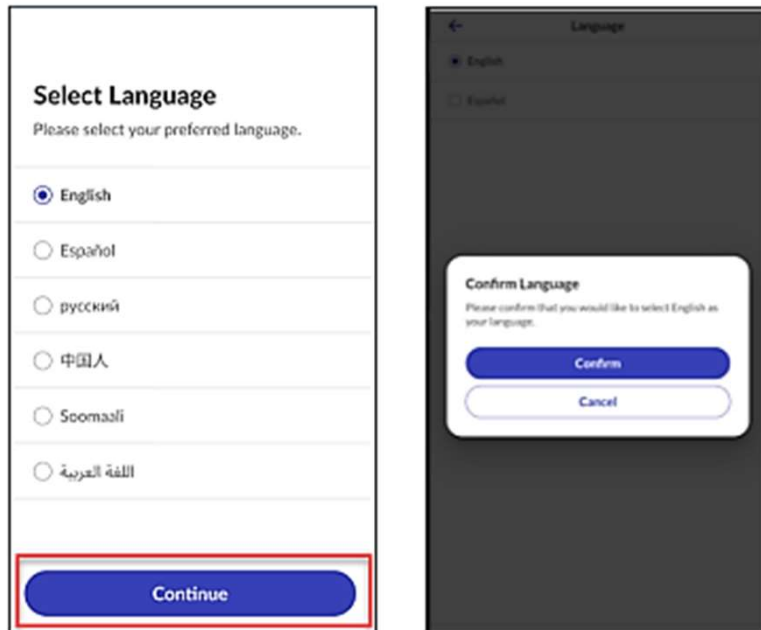 Select Language
Please select your preferred language.
English
Español
русский
中国人
Soomaali
اللغة العربية
Continue
Language
English
Español
Confirm Language
Please confirm that you would like to select English as
your language.
Confirm
Cancel